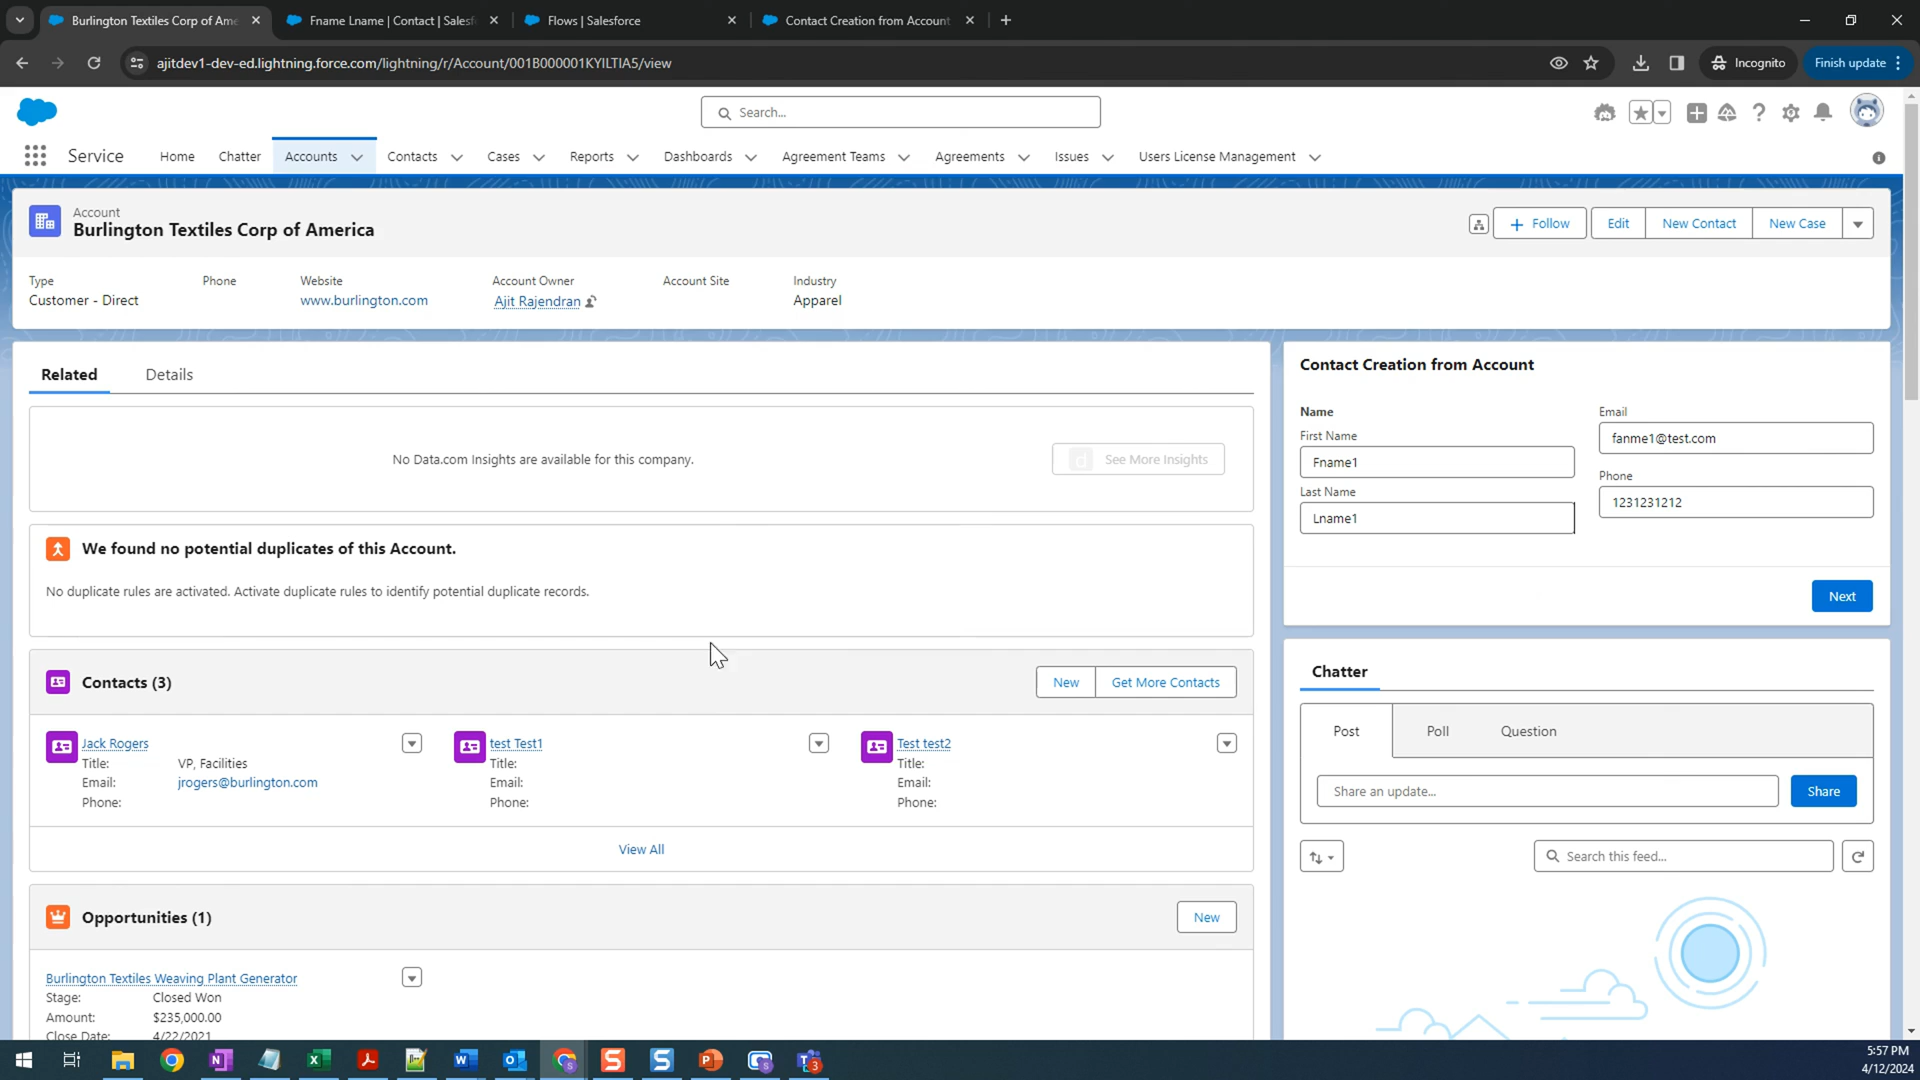 Burlington Textiles Corp of Ame
Fname Lname | Contact | Salesf
Flows | Salesforce
Contact Creation from Account
ajitdev1-dev-ed.lightning.force.com/lightning/r/Account/001B000001KYILTIA5/view
Incognito
Finish update
Search...
Service
Home
Chatter
Accounts
Contacts
Cases
Reports
Dashboards
Agreement Teams
Agreements
Issues
Users License Management
Account
Burlington Textiles Corp of America
Follow
Edit
New Contact
New Case
Type
Customer - Direct
Phone
Website
www.burlington.com
Account Owner
Ajit Rajendran
Account Site
Industry
Apparel
Related
Details
No Data.com Insights are available for this company.
See More Insights
We found no potential duplicates of this Account.
No duplicate rules are activated. Activate duplicate rules to identify potential duplicate records.
Contacts (3)
New
Get More Contacts
Jack Rogers
Title: VP, Facilities
Email: jrogers@burlington.com
Phone:
test Test1
Title:
Email:
Phone:
Test test2
Title:
Email:
Phone:
View All
Opportunities (1)
New
Burlington Textiles Weaving Plant Generator
Stage: Closed Won
Amount: $235,000.00
Close Date: 4/22/2021
Contact Creation from Account
Name
First Name
Fname1
Last Name
Lname1
Email
fanme1@test.com
Phone
1231231212
Next
Chatter
Post
Poll
Question
Share an update...
Share
Search this feed...
5:57 PM
4/12/2024